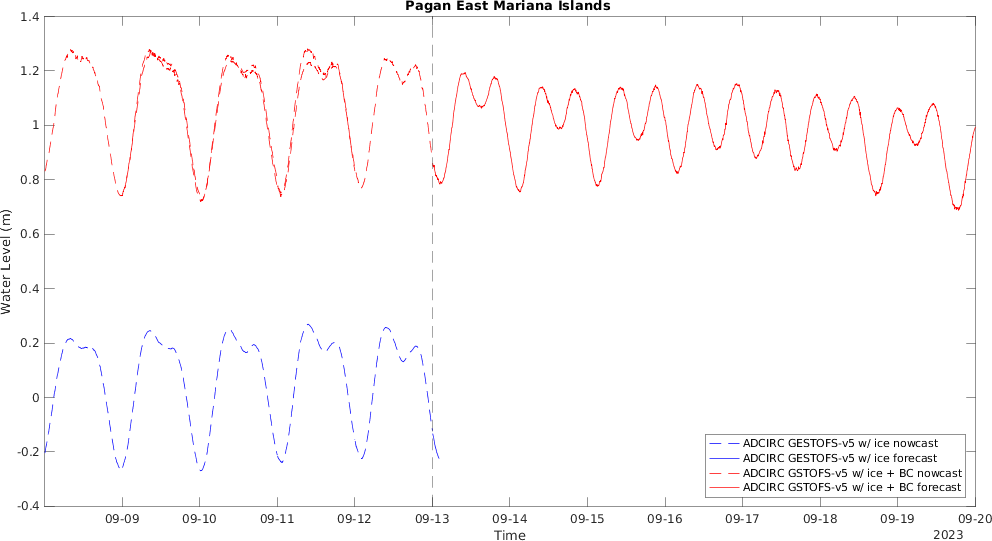 Pagan East Mariana Islands
Water Level (m)
1.4
1.2
1
0.8
0.6
0.4
0.2
0
-0.2
-0.4
ADCIRC GESTOFS-v5 w/ ice nowcast
ADCIRC GESTOFS-v5 w/ ice forecast
ADCIRC GSTOFS-v5 w/ ice + BC nowcast
ADCIRC GSTOFS-v5 w/ ice + BC forecast
09-09 09-10 09-11 09-12 09-13 09-14 09-15 09-16 09-17 09-18 09-19 09-20
Time
2023